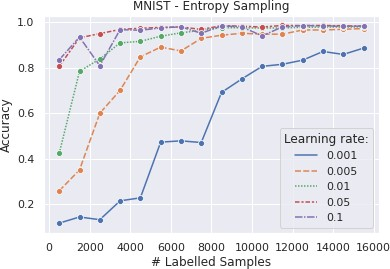 MNIST - Entropy Sampling
1.0
0.8
0.6
0.4
0.2
Accuracy
Learning rate:
0.001
0.005
0.01
0.05
0.1
0 2000 4000 6000 8000 10000 12000 14000 16000
# Labelled Samples